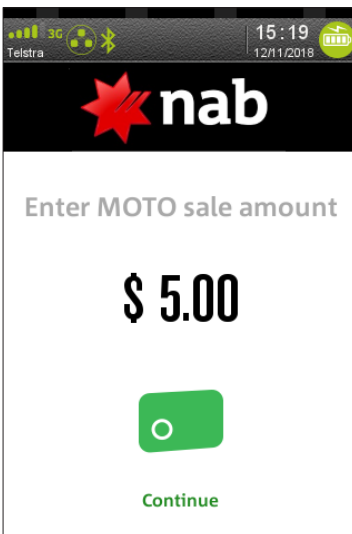 3G 15:19
Telstra 12/11/2018
nab
Enter MOTO sale amount
$ 5.00
Continue